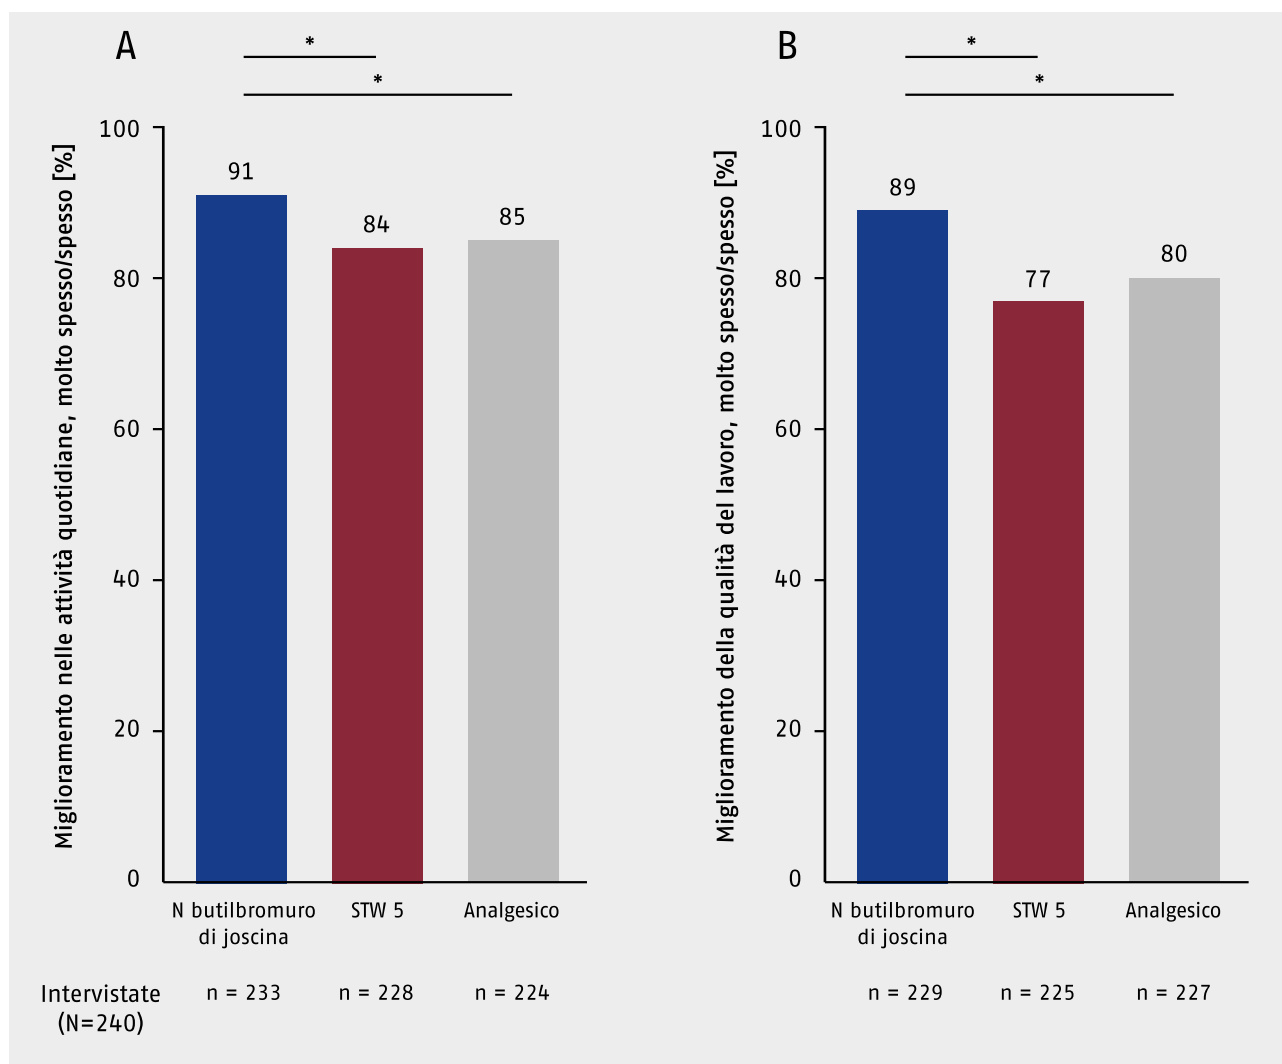 A
*
*
Miglioramento nelle attività quotidiane, molto spesso/spesso [%]
100
80
60
40
20
0
91
84
85
N butilbromuro
di joscina
STW 5
Analgesico
Intervistate
(N=240)
n = 233
n = 228
n = 224
B
*
*
Miglioramento della qualità del lavoro, molto spesso/spesso [%]
100
80
60
40
20
0
89
77
80
N butilbromuro
di joscina
STW 5
Analgesico
n = 229
n = 225
n = 227